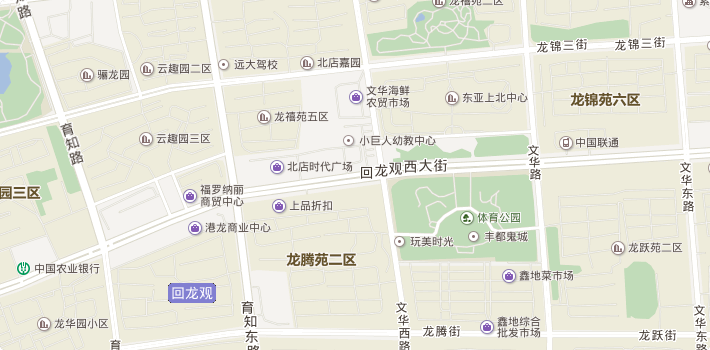 龙禧苑二区
知
路
龙锦三街
龙锦三街
骊龙园
云趣园二区
远大驾校
北店嘉园
文华海鲜
农贸市场
东亚上北中心
龙锦苑六区
龙禧苑五区
育知路
云趣园三区
小巨人幼教中心
中国联通
北店时代广场
回龙观西大街
文华路
文华东路
园三区
福罗纳丽
商贸中心
上品折扣
体育公园
港龙商业中心
玩美时光
丰都鬼城
龙跃苑二区
龙腾苑二区
中国农业银行
鑫地菜市场
回龙观
育知东路
文华西路
文华东路
龙华园小区
鑫地综合
批发市场
龙腾街
龙跃街
育